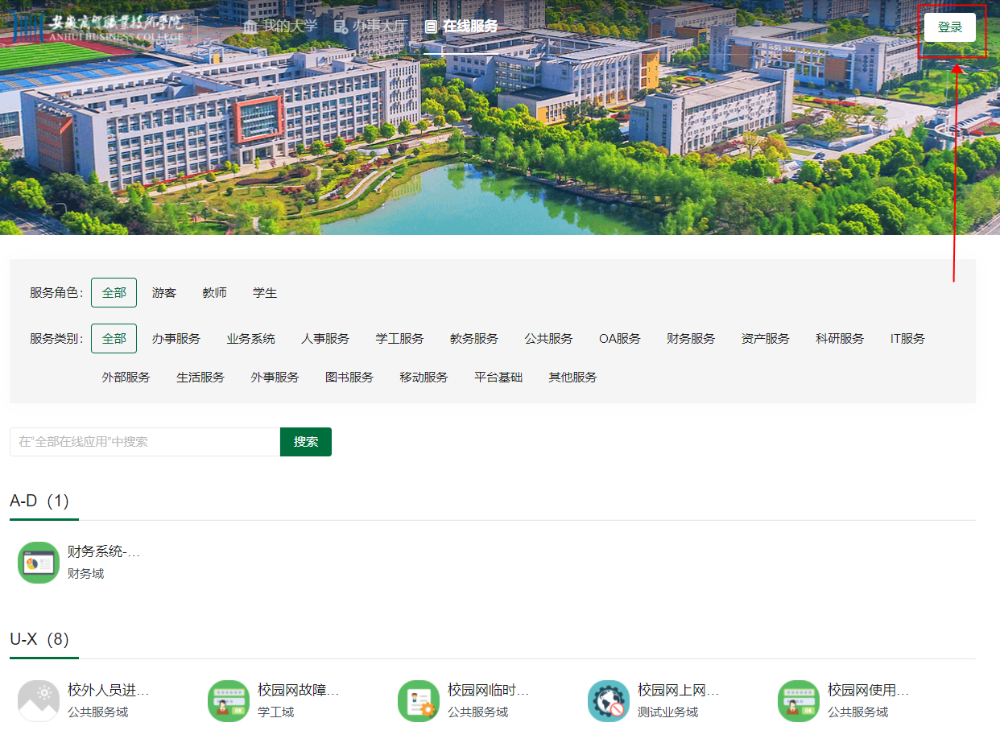 安徽商贸职业技术学院
ANHUI BUSINESS COLLEGE
我的大学 办事大厅 在线服务 登录
服务角色： 全部 游客 教师 学生
服务类别： 全部 办事服务 业务系统 人事服务 学工服务 教务服务 公共服务 OA服务 财务服务 资产服务 科研服务 IT服务
外部服务 生活服务 外事服务 图书服务 移动服务 平台基础 其他服务
在“全部在线应用”中搜索 搜索
A-D（1）
财务系统-...
财务域
U-X（8）
校外人员进... 校园网故障... 校园网临时... 校园网上网... 校园网使用...
公共服务域 学工域 公共服务域 测试业务域 公共服务域